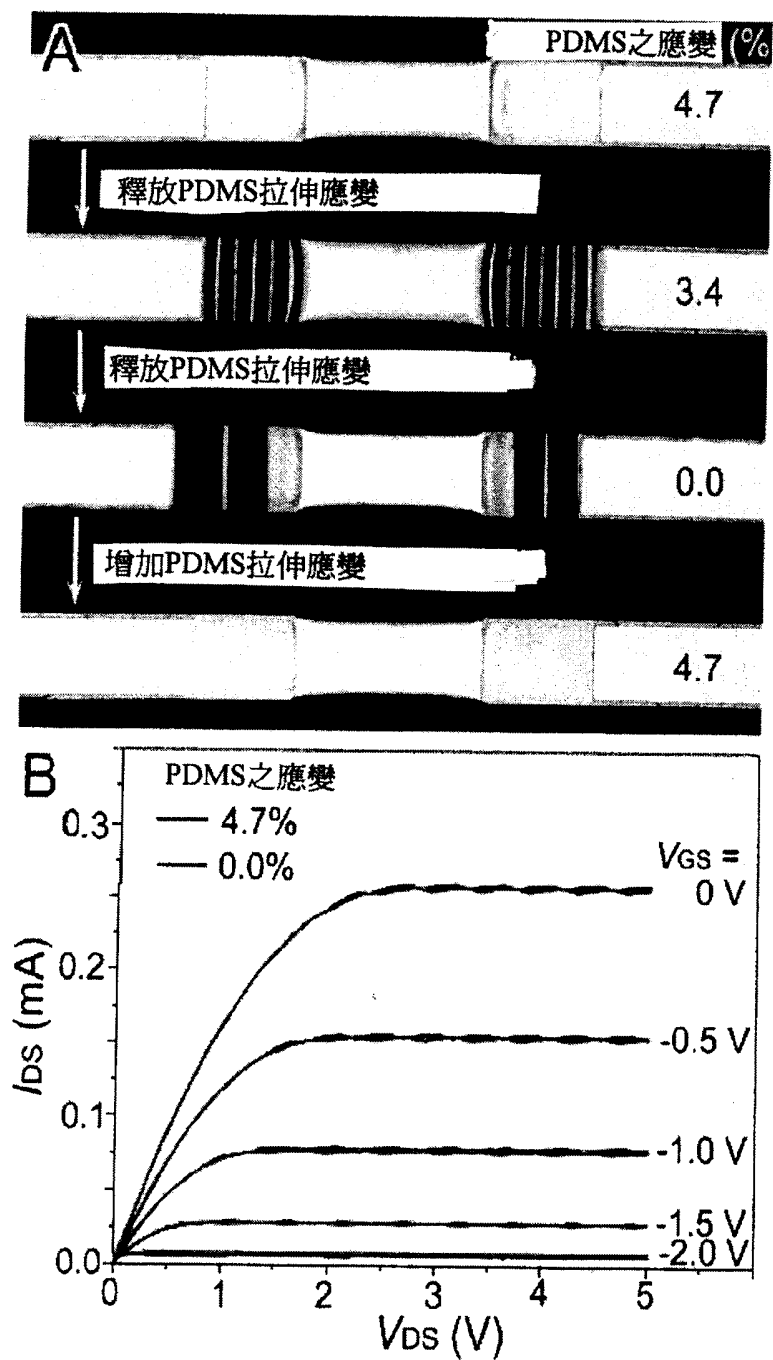 A
PDMS之應變 (%
4.7
釋放PDMS拉伸應變
3.4
釋放PDMS拉伸應變
0.0
增加PDMS拉伸應變
4.7
B
PDMS之應變
4.7%
0.0%
VGS =
0 V
-0.5 V
-1.0 V
-1.5 V
-2.0 V
0.3
0.2
0.1
0.0
IDS (mA)
0 1 2 3 4 5
VDS (V)